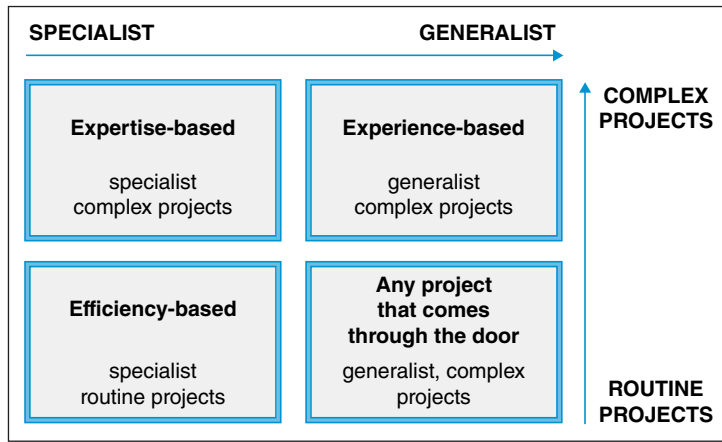 SPECIALIST GENERALIST
Expertise-based
specialist
complex projects
Experience-based
generalist
complex projects
COMPLEX
PROJECTS
Efficiency-based
specialist
routine projects
Any project
that comes
through the door
generalist, complex
projects
ROUTINE
PROJECTS